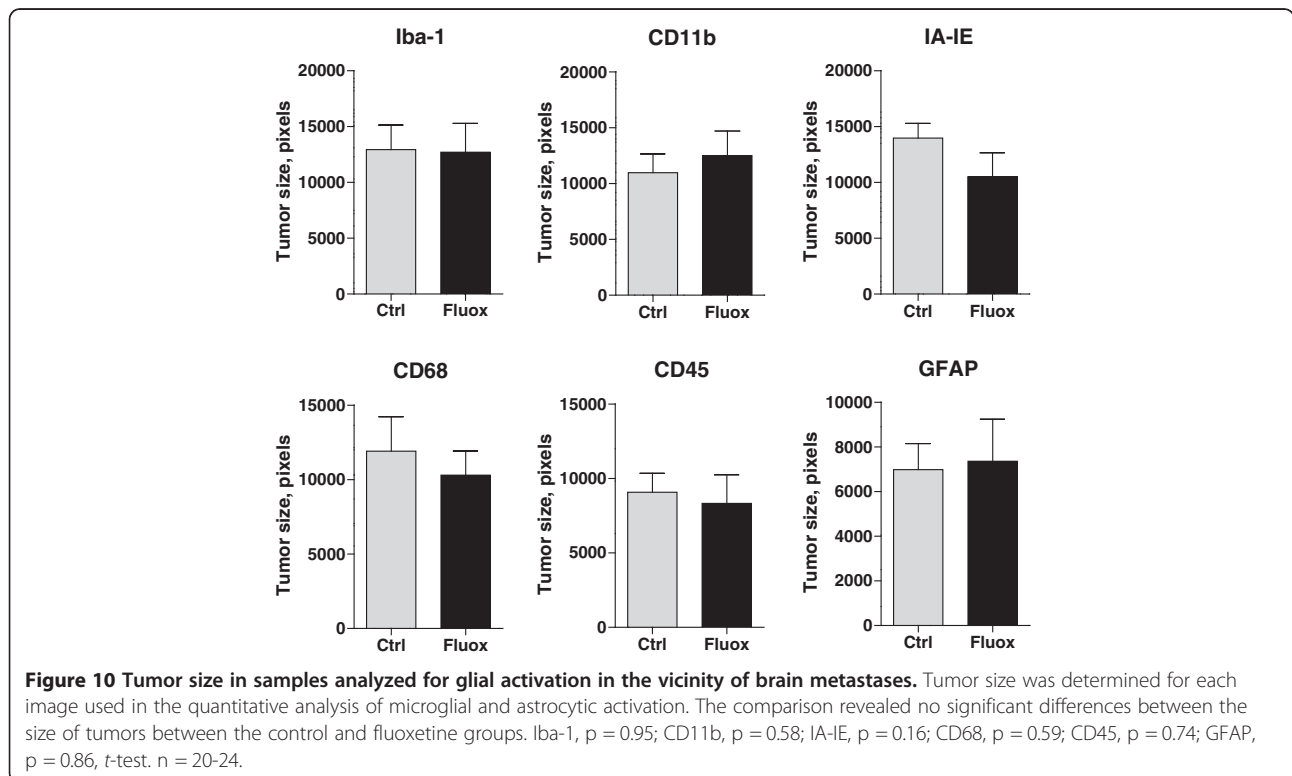 Iba-1
CD11b
IA-IE
20000
15000
10000
5000
0
Tumor size, pixels
Ctrl
Fluox
20000
15000
10000
5000
0
Tumor size, pixels
Ctrl
Fluox
20000
15000
10000
5000
0
Tumor size, pixels
Ctrl
Fluox
CD68
CD45
GFAP
15000
10000
5000
0
Tumor size, pixels
Ctrl
Fluox
15000
10000
5000
0
Tumor size, pixels
Ctrl
Fluox
10000
8000
6000
4000
2000
0
Tumor size, pixels
Ctrl
Fluox
Figure 10 Tumor size in samples analyzed for glial activation in the vicinity of brain metastases. Tumor size was determined for each
image used in the quantitative analysis of microglial and astrocytic activation. The comparison revealed no significant differences between the
size of tumors between the control and fluoxetine groups. Iba-1, p = 0.95; CD11b, p = 0.58; IA-IE, p = 0.16; CD68, p = 0.59; CD45, p = 0.74; GFAP,
p = 0.86, t-test. n = 20-24.